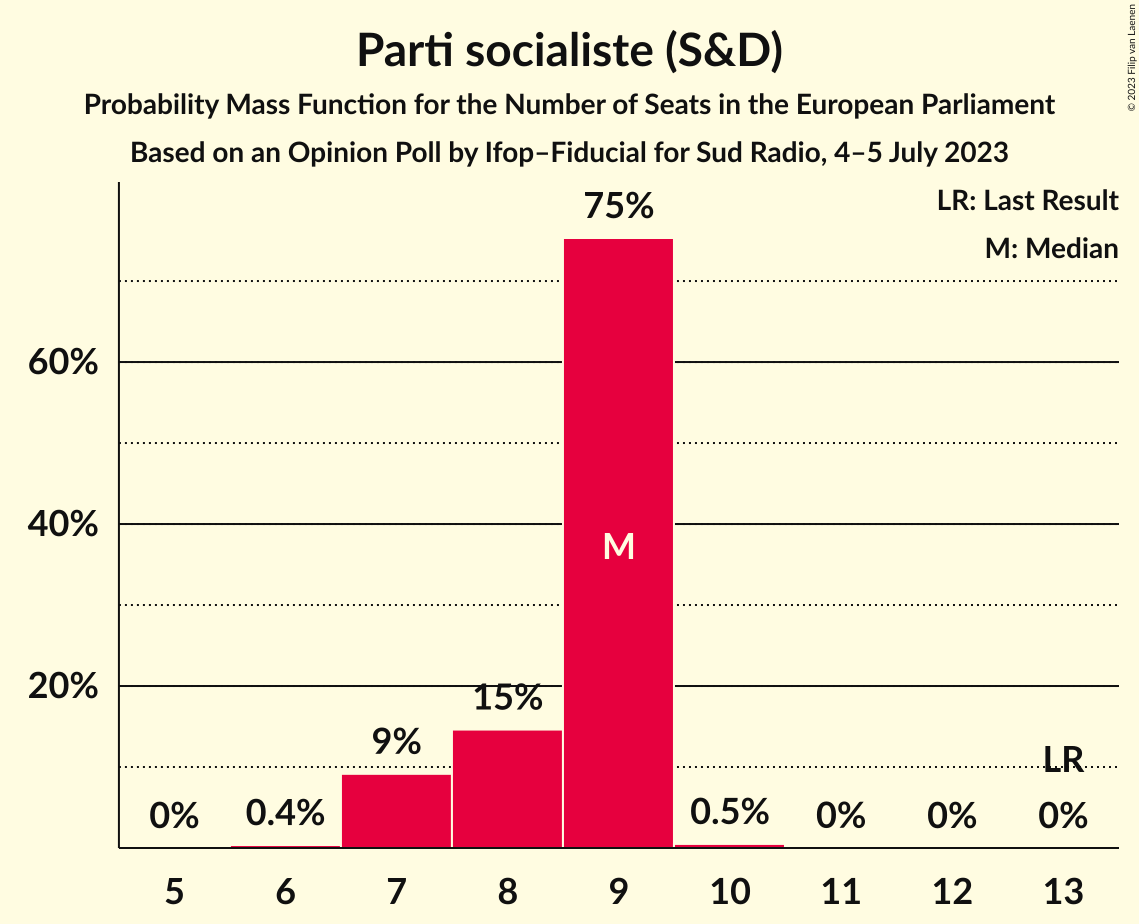 Parti socialiste (S&D)
Probability Mass Function for the Number of Seats in the European Parliament
Based on an Opinion Poll by Ifop–Fiducial for Sud Radio, 4–5 July 2023
© 2023 Filip van Laenen
LR: Last Result
M: Median
75%
60%
40%
M
20%
15%
9%
LR
0%
0.4%
0.5%
0%
0%
0%
5
6
7
8
9
10
11
12
13